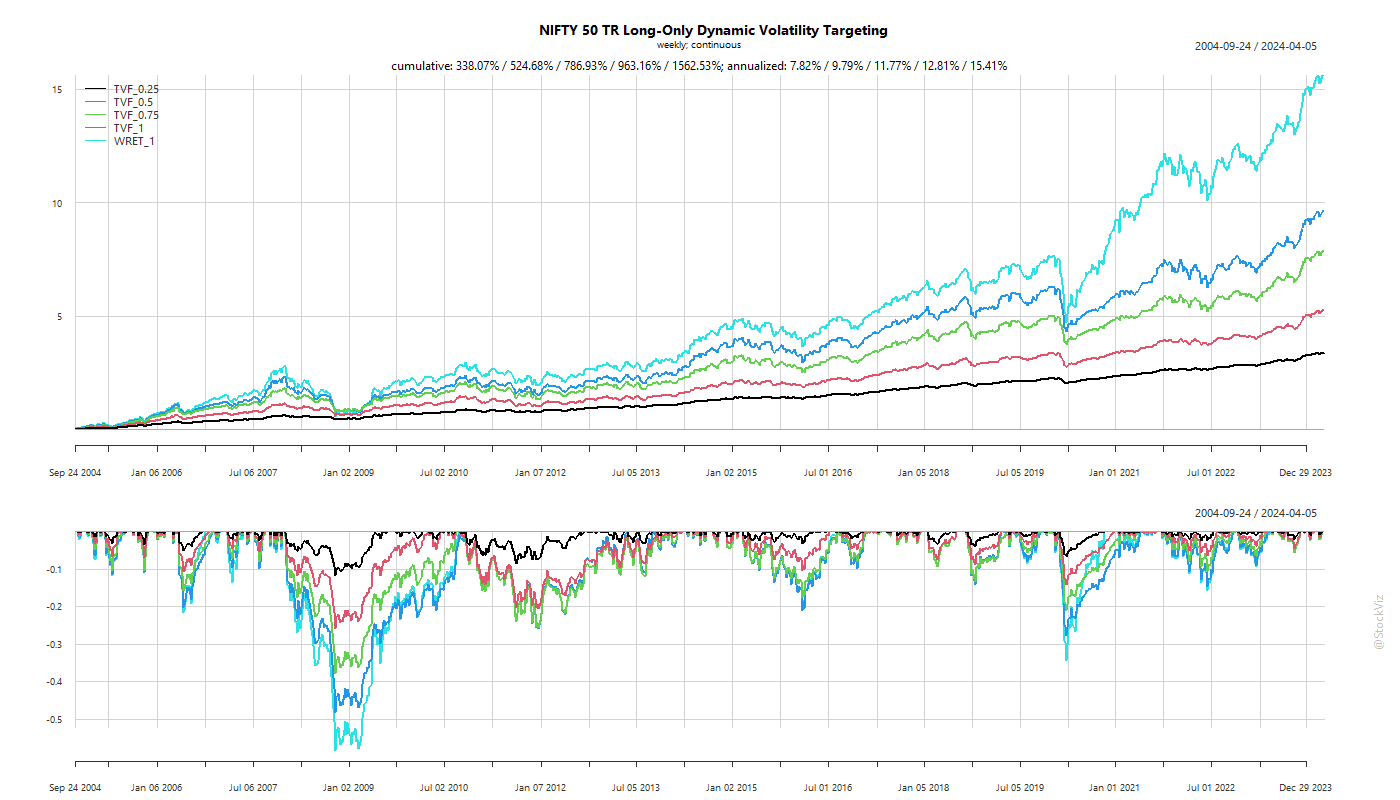 NIFTY 50 TR Long-Only Dynamic Volatility Targeting
weekly; continuous
2004-09-24 / 2024-04-05
cumulative: 338.07% / 524.68% / 786.93% / 963.16% / 1562.53%; annualized: 7.82% / 9.79% / 11.77% / 12.81% / 15.41%
TVF_0.25
TVF_0.5
TVF_0.75
TVF_1
WRET_1
15
10
5
Sep 24 2004 Jan 06 2006 Jul 06 2007 Jan 02 2009 Jul 02 2010 Jan 07 2012 Jul 05 2013 Jan 02 2015 Jul 01 2016 Jan 05 2018 Jul 05 2019 Jan 01 2021 Jul 01 2022 Dec 29 2023
2004-09-24 / 2024-04-05
-0.1
-0.2
-0.3
-0.4
-0.5
Sep 24 2004 Jan 06 2006 Jul 06 2007 Jan 02 2009 Jul 02 2010 Jan 07 2012 Jul 05 2013 Jan 02 2015 Jul 01 2016 Jan 05 2018 Jul 05 2019 Jan 01 2021 Jul 01 2022 Dec 29 2023
@StockViz